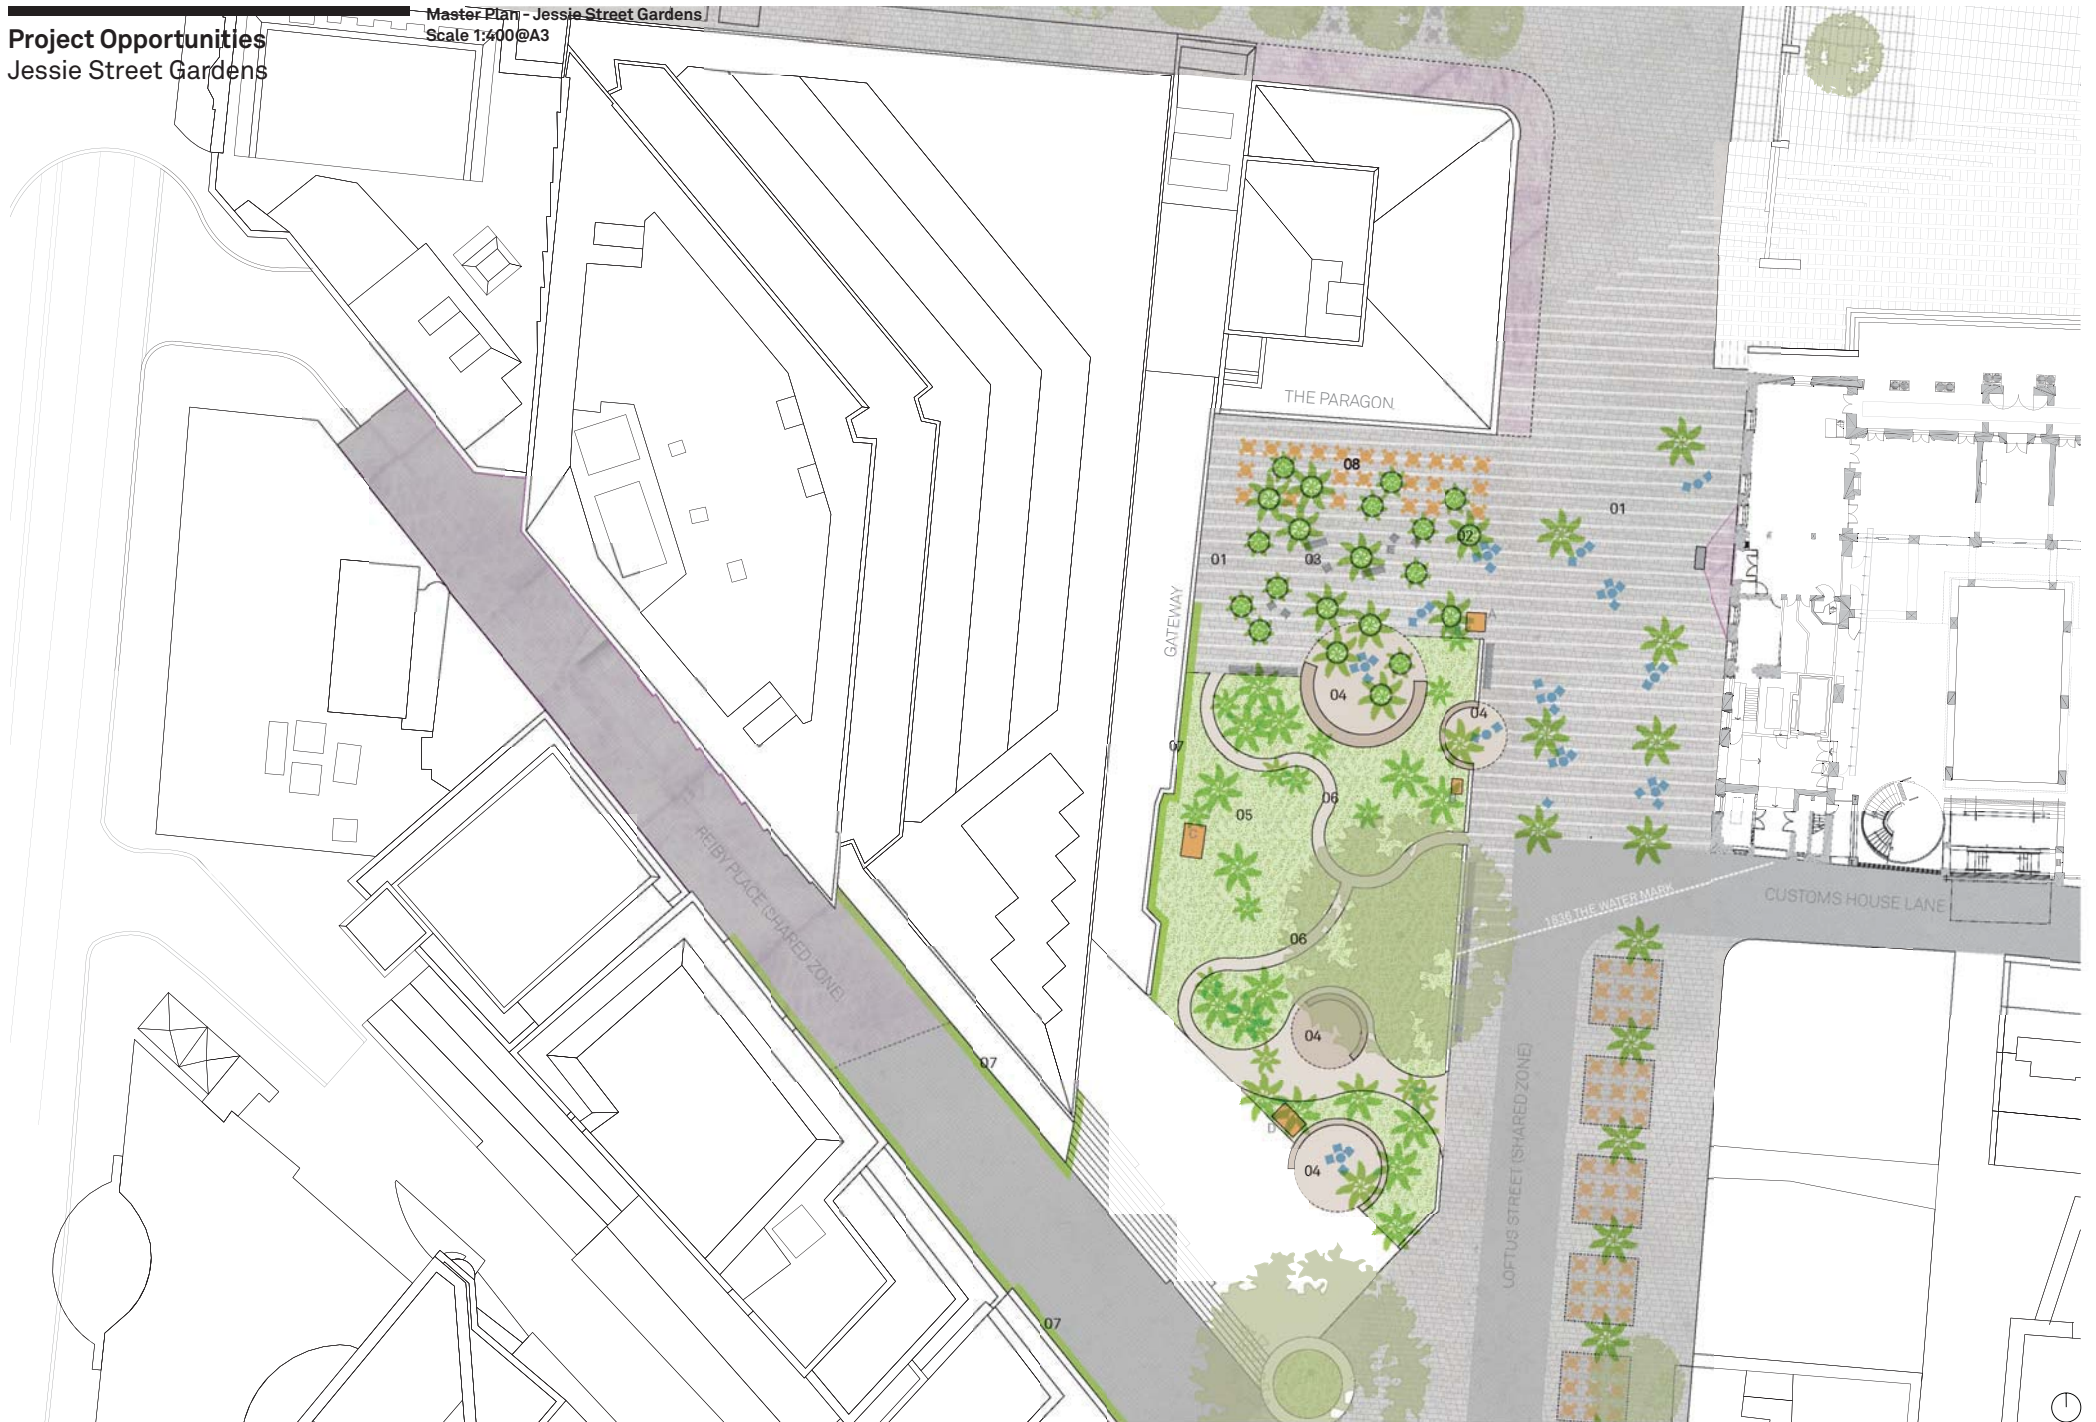 Master Plan - Jessie Street Gardens
Scale 1:400@A3
Project Opportunities
Jessie Street Gardens
THE PARAGON
08
01
02
01
03
GATEWAY
A
04
04
07
06
05
C
REIBY PLACE (SHARED ZONE)
1836 THE WATER MARK
CUSTOMS HOUSE LANE
06
04
07
LOFTUS STREET (SHARED ZONE)
D
04
07